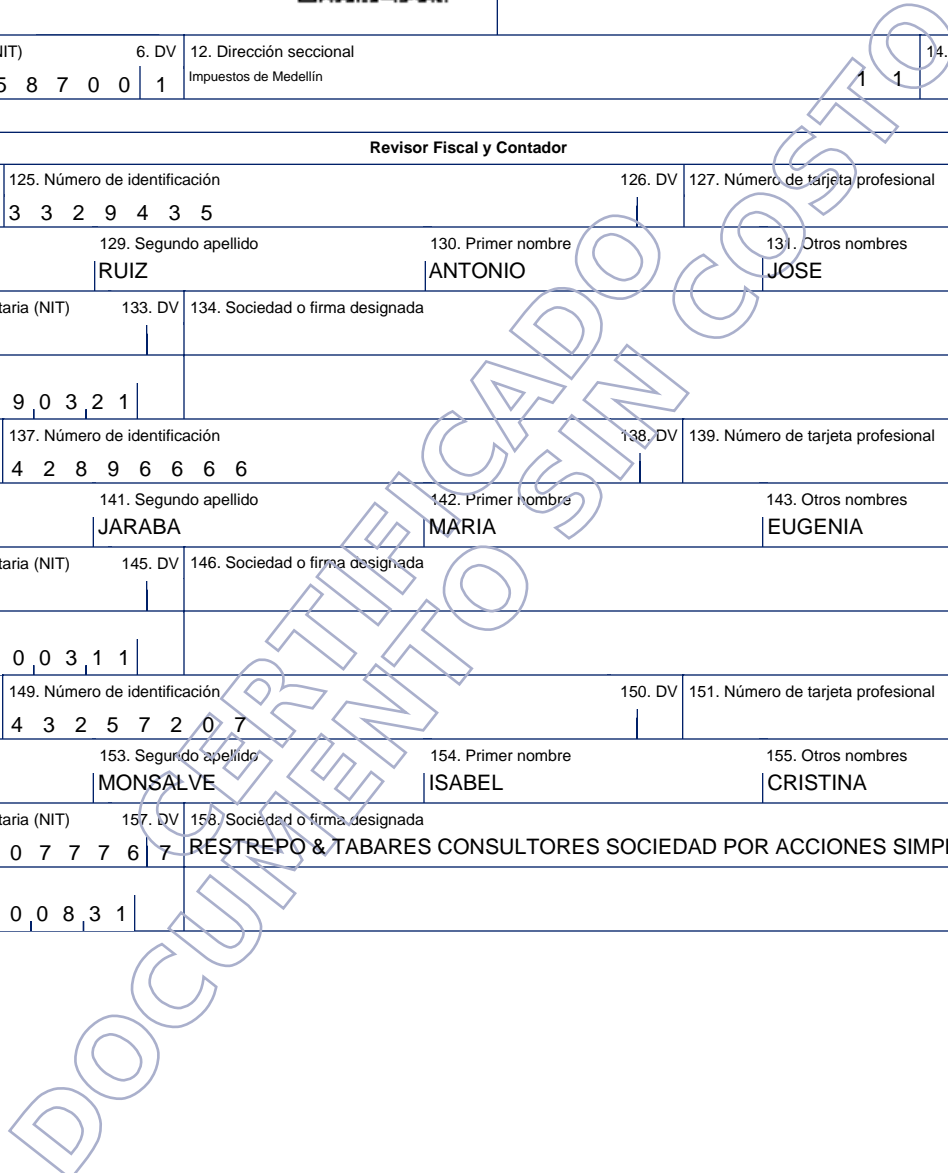 NIT) 6. DV 12. Dirección seccional 14.
5 8 7 0 0 1 Impuestos de Medellín 1 1
Revisor Fiscal y Contador
125. Número de identificación 126. DV 127. Número de tarjeta profesional
3 3 2 9 4 3 5
129. Segundo apellido 130. Primer nombre 131. Otros nombres
RUIZ ANTONIO JOSE
taria (NIT) 133. DV 134. Sociedad o firma designada
9 0 3 2 1
137. Número de identificación 138. DV 139. Número de tarjeta profesional
4 2 8 9 6 6 6 6
141. Segundo apellido 142. Primer nombre 143. Otros nombres
JARABA MARIA EUGENIA
taria (NIT) 145. DV 146. Sociedad o firma designada
0 0 3 1 1
149. Número de identificación 150. DV 151. Número de tarjeta profesional
4 3 2 5 7 2 0 7
153. Segundo apellido 154. Primer nombre 155. Otros nombres
MONSALVE ISABEL CRISTINA
taria (NIT) 157. DV 158. Sociedad o firma designada
0 7 7 7 6 7 RESTREPO & TABARES CONSULTORES SOCIEDAD POR ACCIONES SIMPL
0 0 8 3 1
CERTIFICADO
DOCUMENTO SIN COSTO